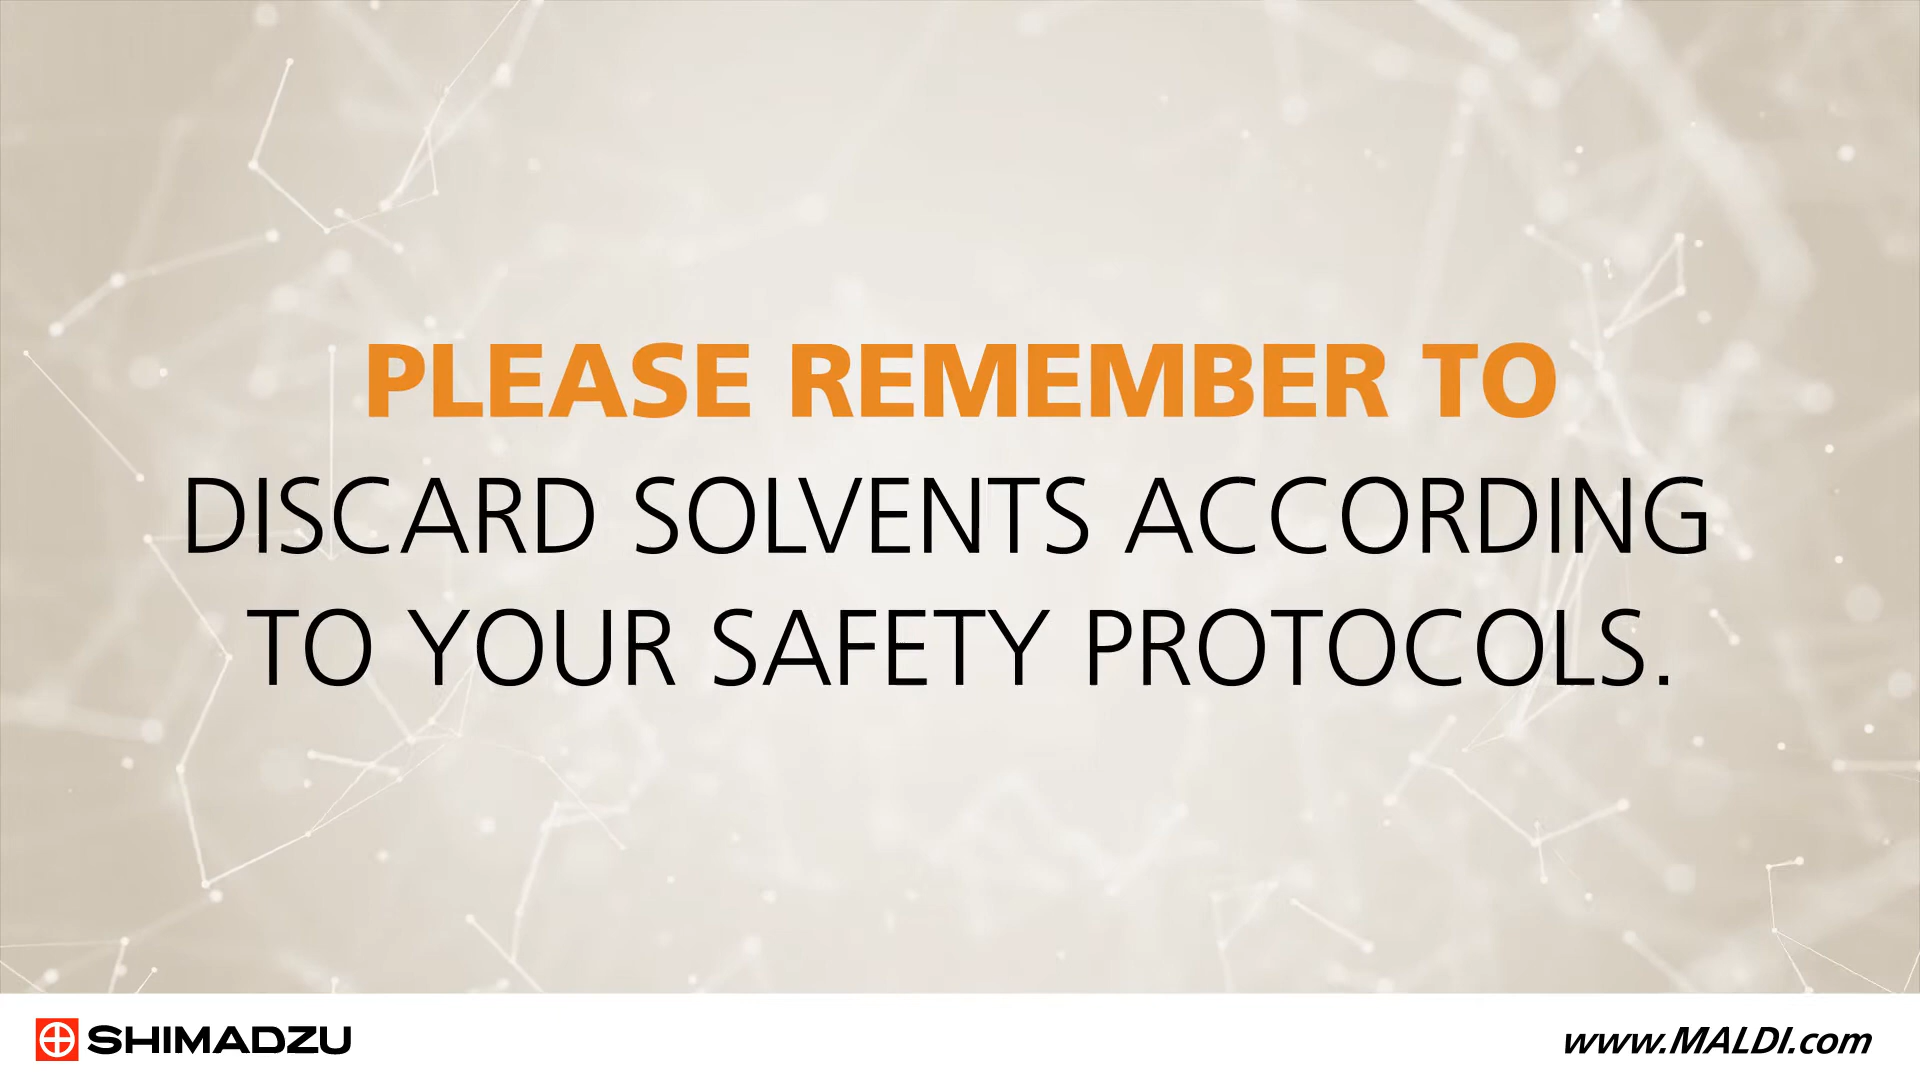 PLEASE REMEMBER TO
DISCARD SOLVENTS ACCORDING
TO YOUR SAFETY PROTOCOLS.
SHIMADZU
www.MALDI.com